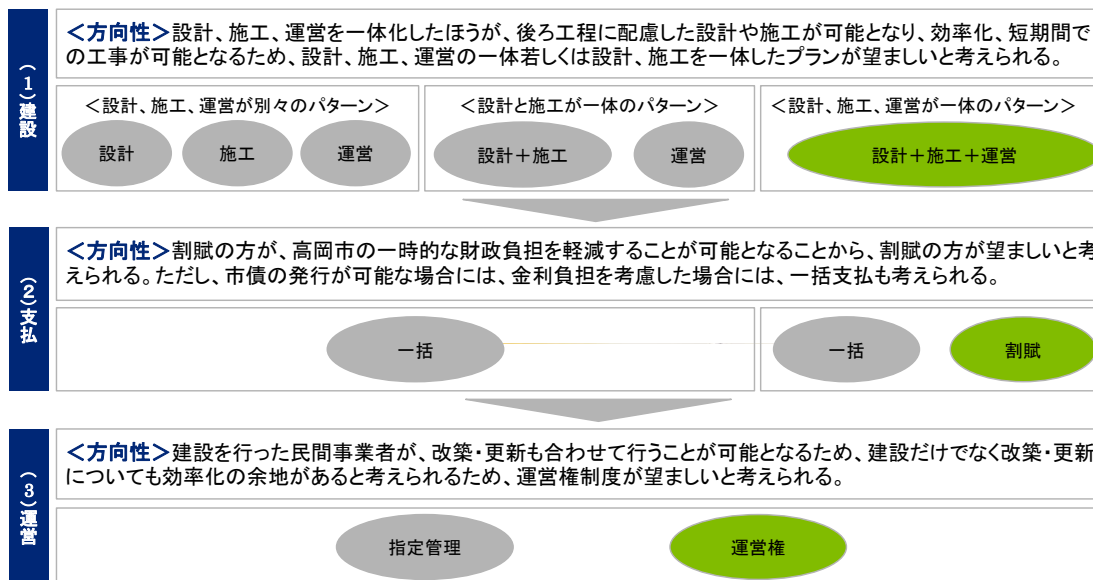 (1)建設
<方向性>設計、施工、運営を一体化したほうが、後ろ工程に配慮した設計や施工が可能となり、効率化、短期間で
の工事が可能となるため、設計、施工、運営の一体若しくは設計、施工を一体したプランが望ましいと考えられる。
<設計、施工、運営が別々のパターン>
<設計と施工が一体のパターン>
<設計、施工、運営が一体のパターン>
設計
施工
運営
設計+施工
運営
設計+施工+運営
(2)支払
<方向性>割賦の方が、高岡市の一時的な財政負担を軽減することが可能となることから、割賦の方が望ましいと考
えられる。ただし、市債の発行が可能な場合には、金利負担を考慮した場合には、一括支払も考えられる。
一括
一括
割賦
(3)運営
<方向性>建設を行った民間事業者が、改築・更新も合わせて行うことが可能となるため、建設だけでなく改築・更新
についても効率化の余地があると考えられるため、運営権制度が望ましいと考えられる。
指定管理
運営権